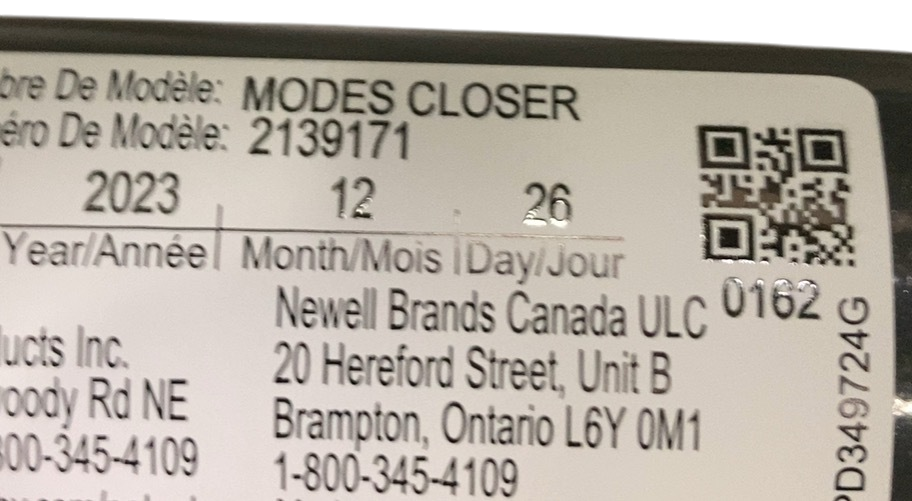 bre De Modèle: MODES CLOSER
éro De Modèle: 2139171
2023 12 26
Year/Année Month/Mois Day/Jour
0162
Newell Brands Canada ULC
20 Hereford Street, Unit B
Brampton, Ontario L6Y 0M1
1-800-345-4109
ucts Inc.
oody Rd NE
800-345-4109
PD349724G